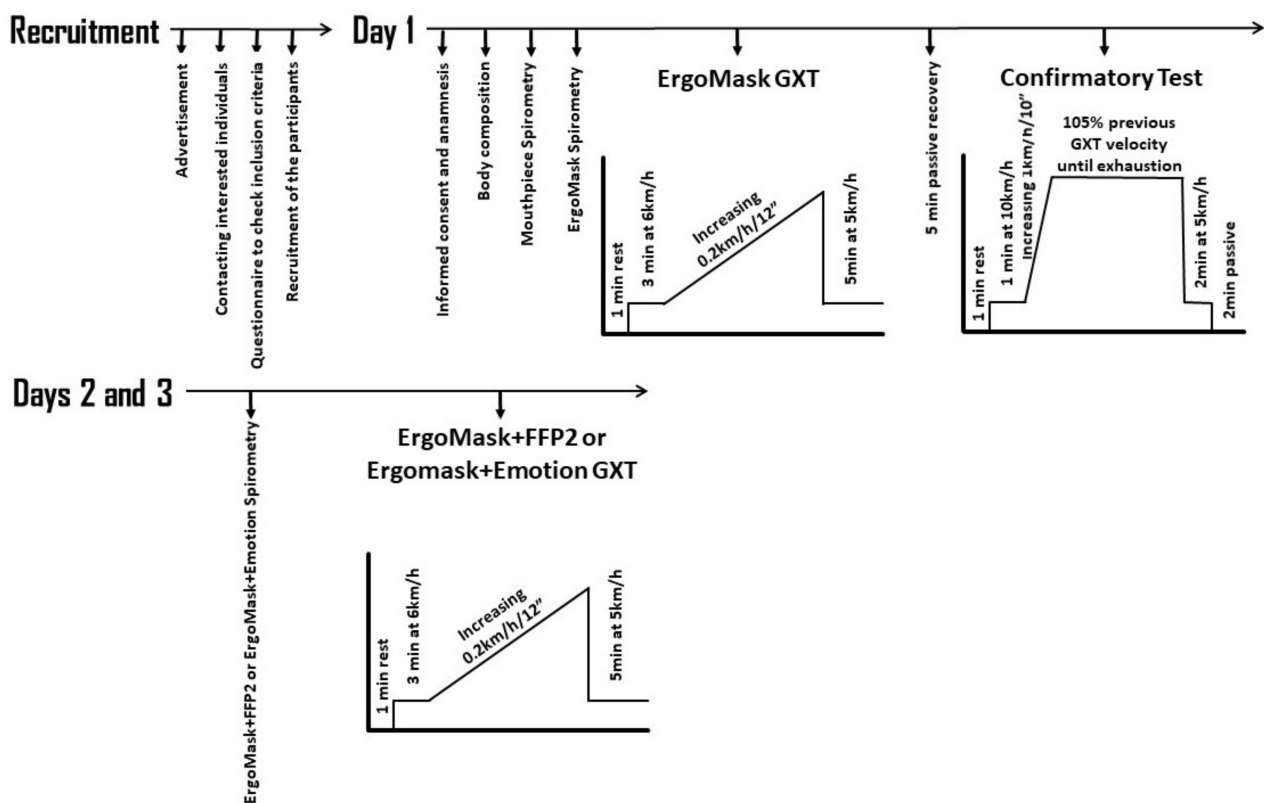 Recruitment
Advertisement
Contacting interested individuals
Questionnaire to check inclusion criteria
Recruitment of the participants
Day 1
Informed consent and anamnesis
Body composition
Mouthpiece Spirometry
ErgoMask Spirometry
ErgoMask GXT
1 min rest
3 min at 6km/h
Increasing
0.2km/h/12”
5min at 5km/h
5 min passive recovery
Confirmatory Test
1 min rest
1 min at 10km/h
Increasing 1km/h/10”
105% previous
GXT velocity
until exhaustion
2min at 5km/h
2min passive
Days 2 and 3
ErgoMask+FFP2 or ErgoMask+Emotion Spirometry
ErgoMask+FFP2 or
Ergomask+Emotion GXT
1 min rest
3 min at 6km/h
Increasing
0.2km/h/12”
5min at 5km/h